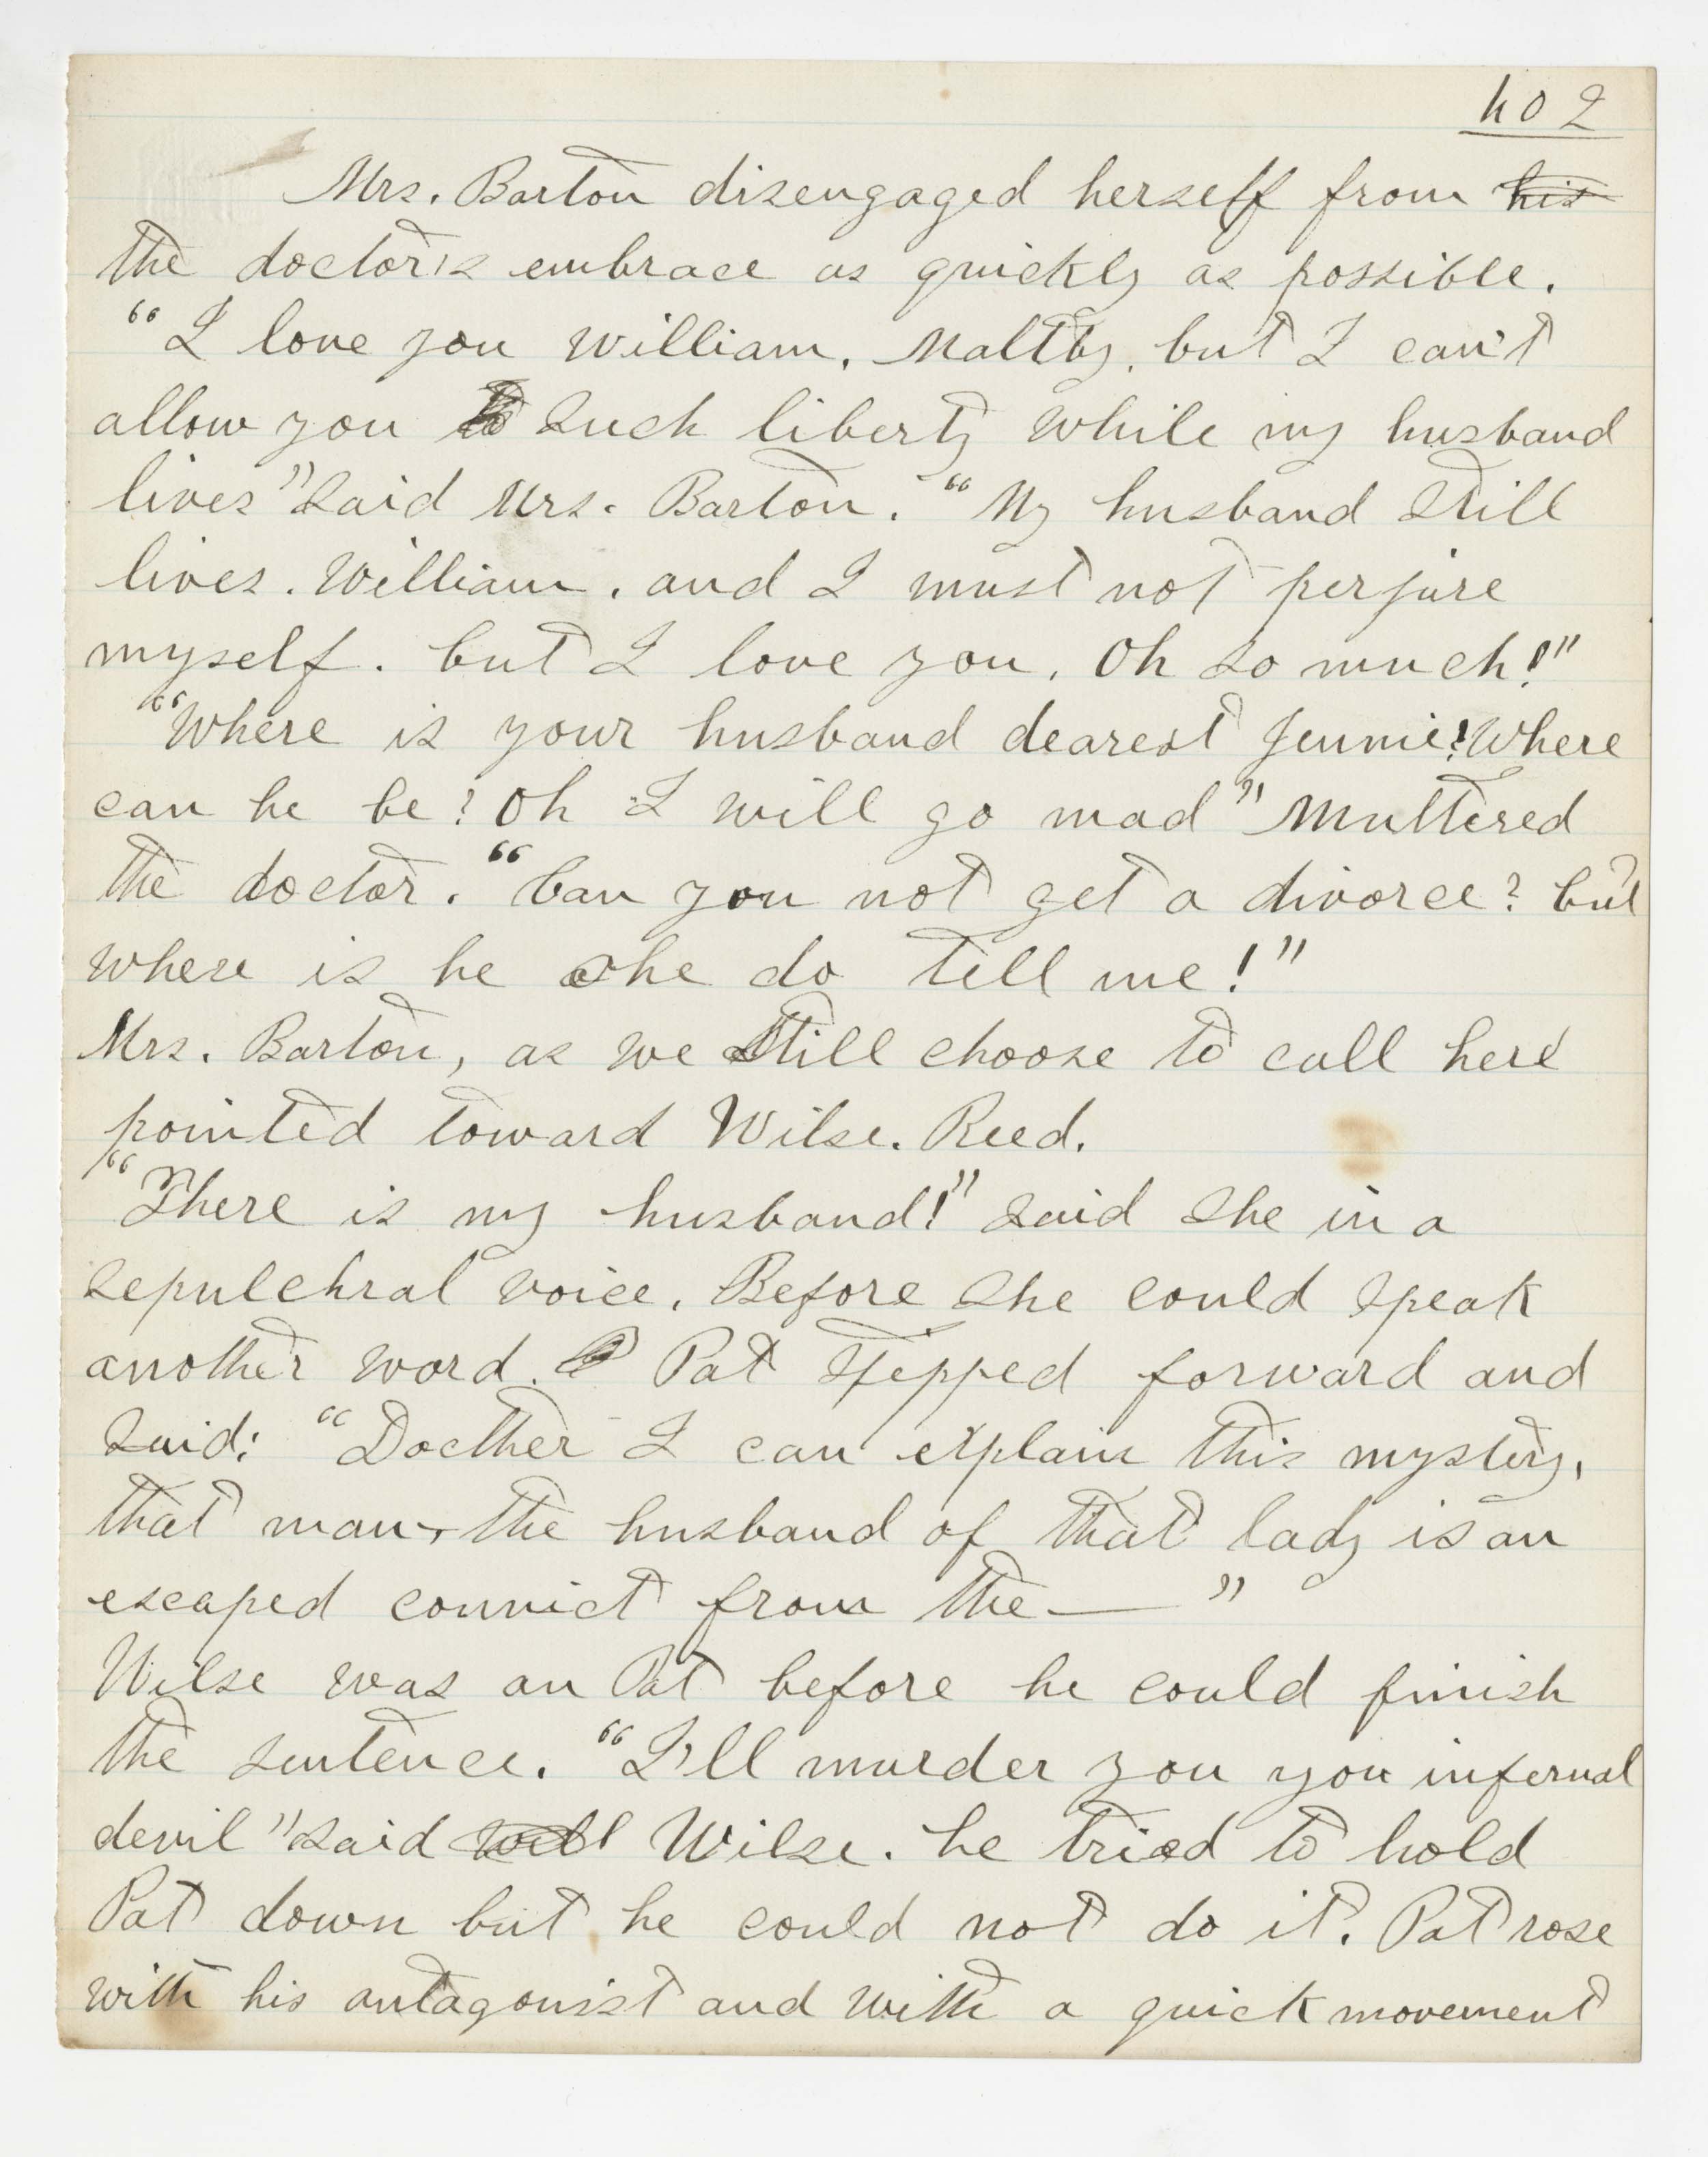 402
Mrs. Barton disengaged herself from his
the doctor's embrace as quickly as possible.
"I love you William, Maltby, but I can't
allow you to such liberty while my husband
lives" said Mrs. Barton. "My husband still
lives. William, and I must not perjure
myself. but I love you, Oh so much!"
"Where is your husband dearest Jennie? Where
can he be? Oh I will go mad" muttered
the doctor. "Can you not get a divorce? but
where is he she do tell me!"
Mrs. Barton, as we still choose to call here
pointed toward Wilse. Reed.
"There is my husband!" said she in a
sepulchral voice. Before she could speak
another word. Pat stepped forward and
said: "Docther I can explain this mystery,
that man, the husband of that lady is an
escaped convict from the— "
Wilse was an Pat before he could finish
the sentence. "I'll murder you you infernal
devil" said will Wilse. he tried to hold
Pat down but he could not do it. Pat rose
with his antagonist and with a quick movement